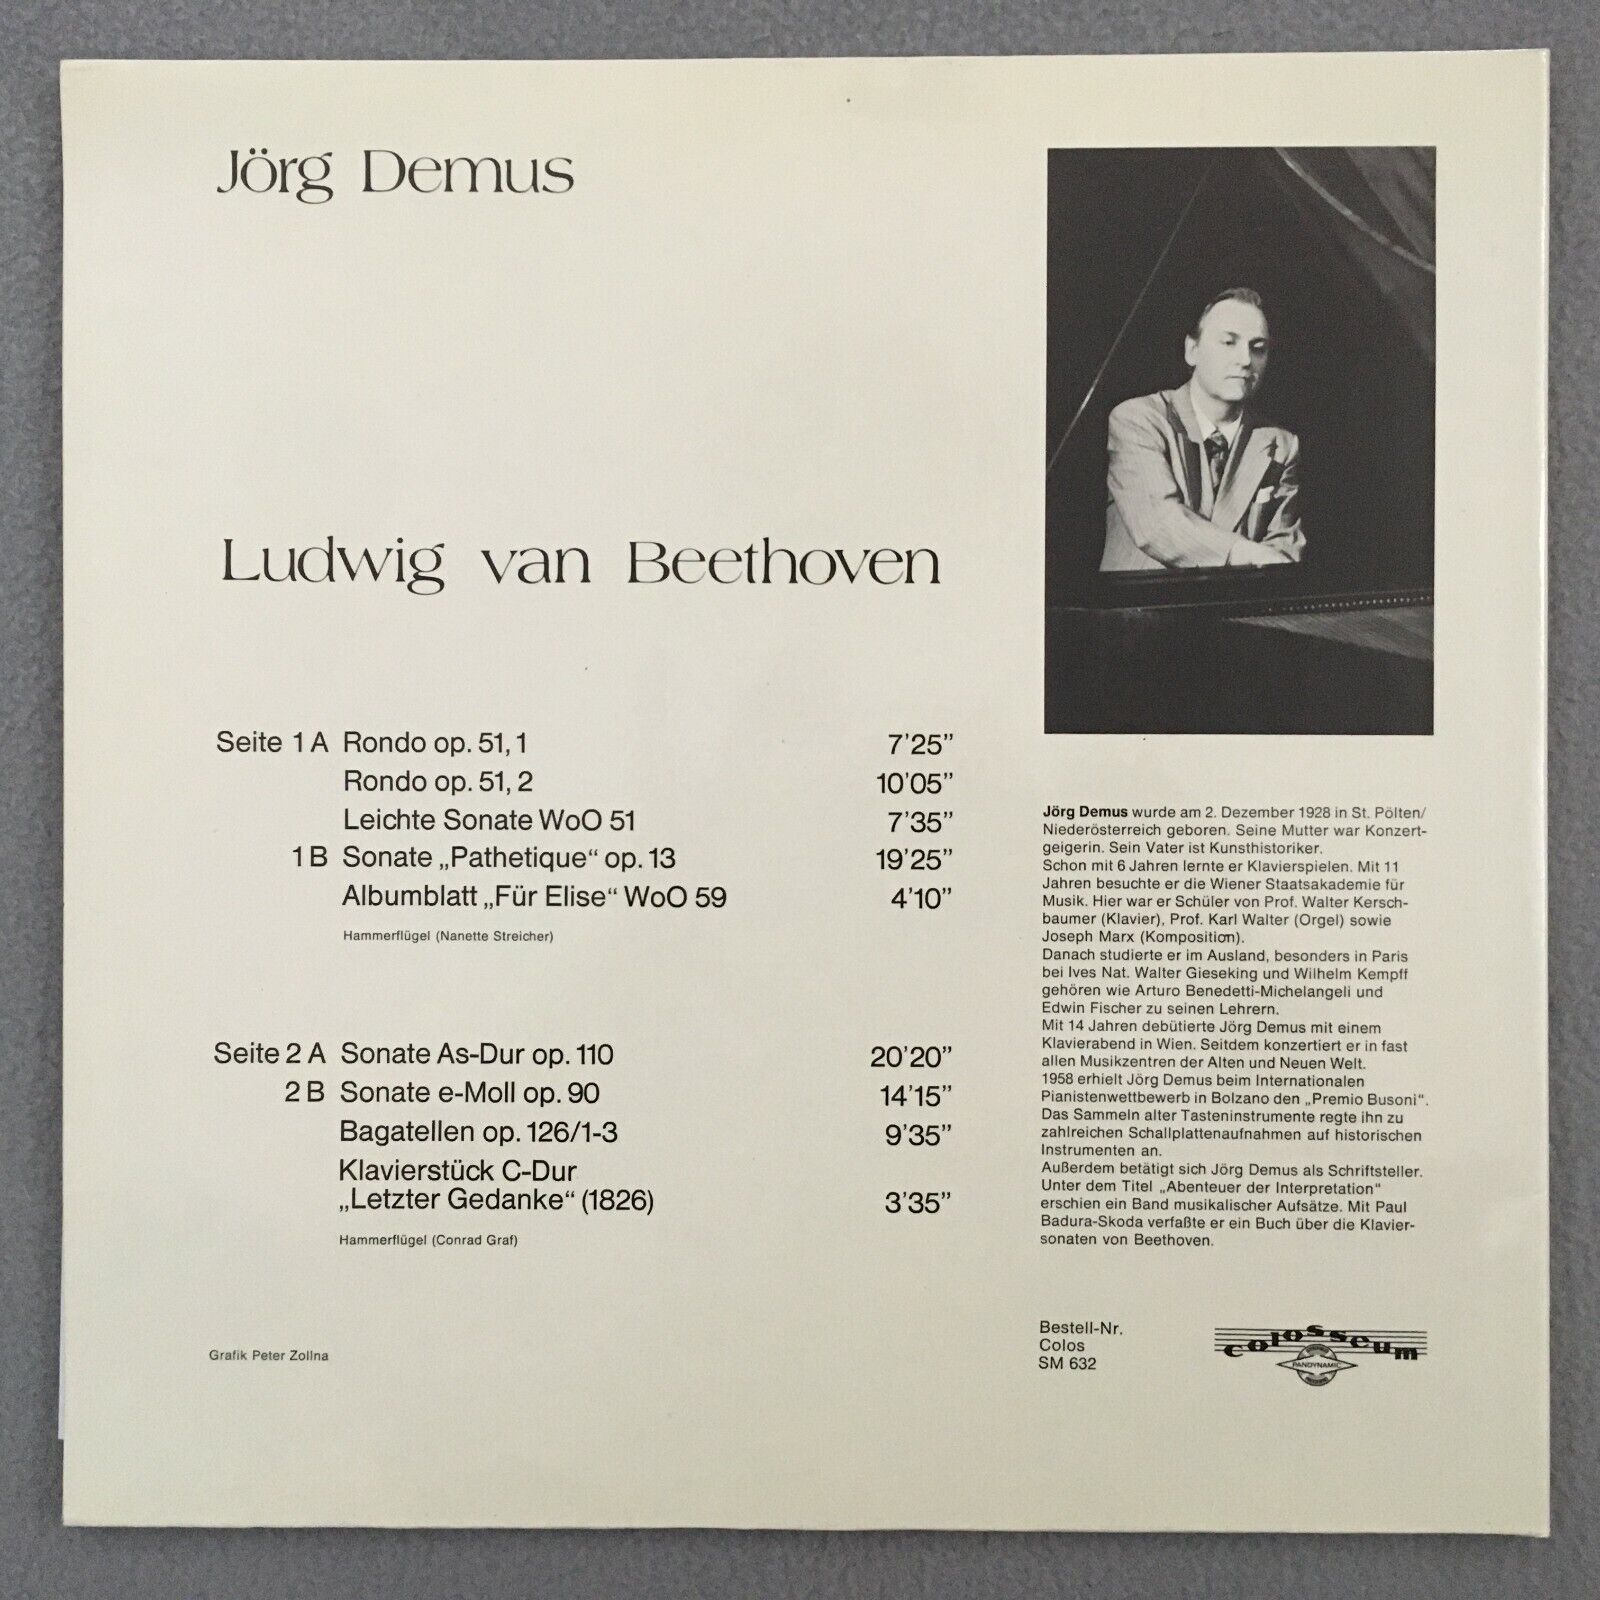 Jörg Demus
Ludwig van Beethoven
Seite 1 A Rondo op. 51, 1 7'25”
Rondo op. 51, 2 10'05”
Leichte Sonate WoO 51 7'35”
1 B Sonate „Pathetique“ op. 13 19'25”
Albumblatt „Für Elise“ WoO 59 4'10”
Hammerflügel (Nanette Streicher)
Seite 2 A Sonate As-Dur op. 110 20'20”
2 B Sonate e-Moll op. 90 14'15”
Bagatellen op. 126/1-3 9'35”
Klavierstück C-Dur
„Letzter Gedanke“ (1826) 3'35”
Hammerflügel (Conrad Graf)
Grafik Peter Zollna
Jörg Demus wurde am 2. Dezember 1928 in St. Pölten/
Niederösterreich geboren. Seine Mutter war Konzert-
geigerin. Sein Vater ist Kunsthistoriker.
Schon mit 6 Jahren lernte er Klavierspielen. Mit 11
Jahren besuchte er die Wiener Staatsakademie für
Musik. Hier war er Schüler von Prof. Walter Kersch-
baumer (Klavier), Prof. Karl Walter (Orgel) sowie
Joseph Marx (Komposition).
Danach studierte er im Ausland, besonders in Paris
bei Ives Nat. Walter Gieseking und Wilhelm Kempff
gehören wie Arturo Benedetti-Michelangeli und
Edwin Fischer zu seinen Lehrern.
Mit 14 Jahren debütierte Jörg Demus mit einem
Klavierabend in Wien. Seitdem konzertiert er in fast
allen Musikzentren der Alten und Neuen Welt.
1958 erhielt Jörg Demus beim Internationalen
Pianistenwettbewerb in Bolzano den „Premio Busoni“.
Das Sammeln alter Tasteninstrumente regte ihn zu
zahlreichen Schallplattenaufnahmen auf historischen
Instrumenten an.
Außerdem betätigt sich Jörg Demus als Schriftsteller.
Unter dem Titel „Abenteuer der Interpretation“
erschien ein Band musikalischer Aufsätze. Mit Paul
Badura-Skoda verfaßte er ein Buch über die Klavier-
sonaten von Beethoven.
Bestell-Nr.
Colos
SM 632
colosseum
PANDYNAMIC